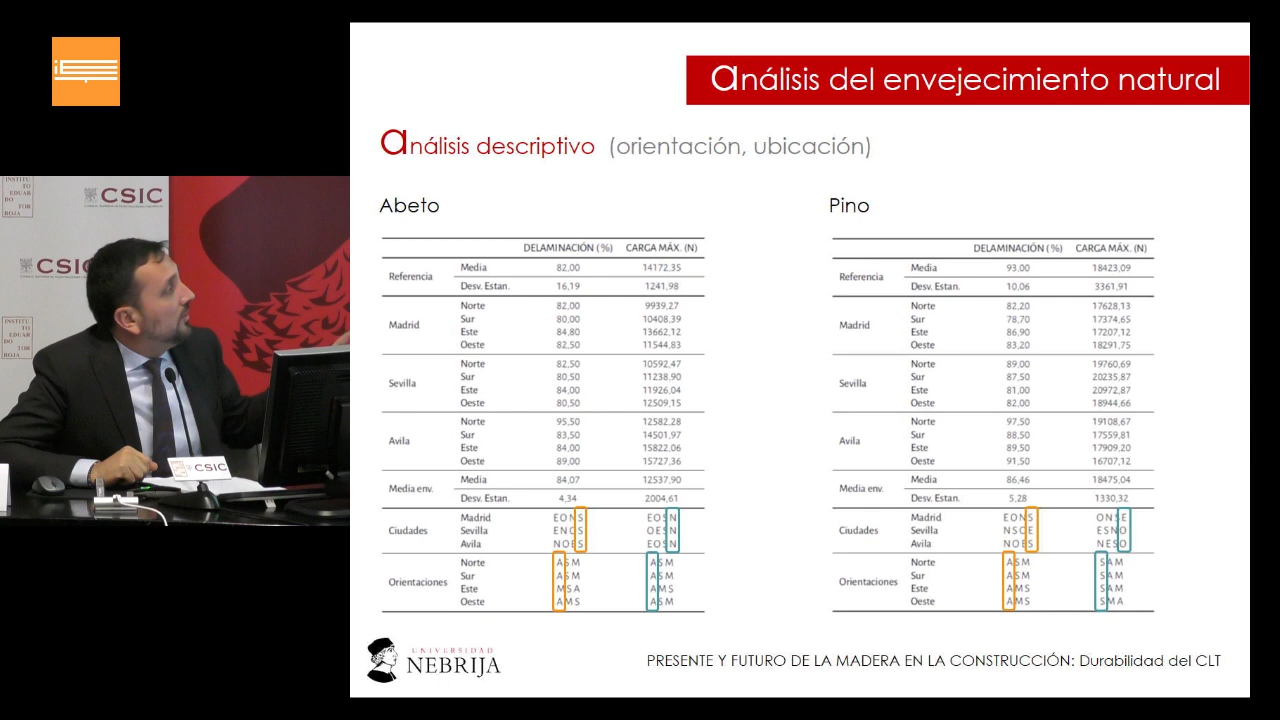 análisis del envejecimiento natural
análisis descriptivo (orientación, ubicación)
Abeto
DELAMINACIÓN (%) CARGA MÁX. (N)
Referencia Media 82,00 14172,35
Desv. Estan. 16,19 1241,98
Madrid Norte 82,00 9939,27
Sur 80,00 10408,39
Este 84,80 13662,12
Oeste 82,50 11544,83
Sevilla Norte 82,50 10592,47
Sur 80,50 11238,90
Este 84,00 11926,04
Oeste 80,50 12509,15
Avila Norte 95,50 12582,28
Sur 83,50 14501,97
Este 84,00 15822,06
Oeste 89,00 15727,36
Media env. Media 84,07 12537,90
Desv. Estan. 4,34 2004,61
Ciudades Madrid EONS EOSN
Sevilla ENOS OESN
Avila NOES EOSN
Orientaciones Norte ASM ASM
Sur ASM ASM
Este MSA AMS
Oeste AMS ASM
Pino
DELAMINACIÓN (%) CARGA MÁX. (N)
Referencia Media 93,00 18423,09
Desv. Estan. 10,06 3361,91
Madrid Norte 82,20 17628,13
Sur 78,70 17374,65
Este 86,90 17207,12
Oeste 83,20 18291,75
Sevilla Norte 89,00 19760,69
Sur 87,50 20235,87
Este 81,00 20972,87
Oeste 82,00 18944,66
Avila Norte 97,50 19108,67
Sur 88,50 17559,81
Este 89,50 17909,20
Oeste 91,50 16707,12
Media env. Media 86,46 18475,04
Desv. Estan. 5,28 1330,32
Ciudades Madrid EONS ONSE
Sevilla NSOE ESNO
Avila NOES NESO
Orientaciones Norte ASM SAM
Sur ASM SAM
Este AMS SAM
Oeste AMS SMA
UNIVERSIDAD
NEBRIJA
PRESENTE Y FUTURO DE LA MADERA EN LA CONSTRUCCIÓN: Durabilidad del CLT
INSTITU
TO
EDUAR
DO
TOR
ROJA
CSIC
CSIC
INSTITU
TO
EDUAR
DO
TOR
ROJA
CSIC